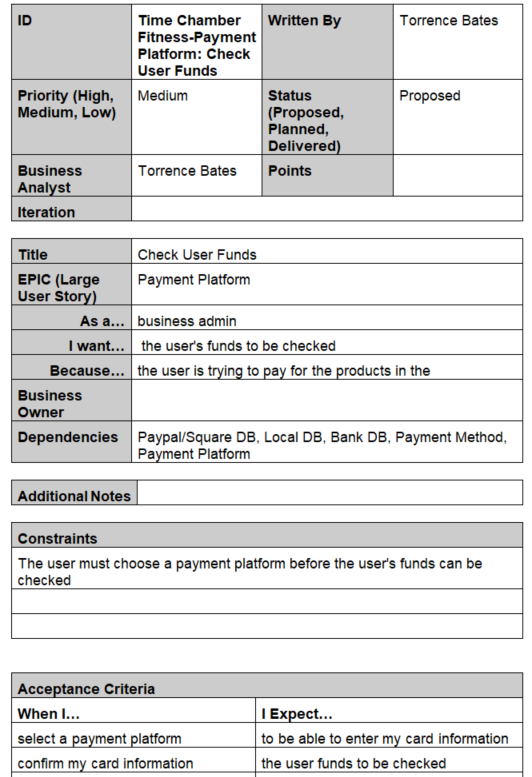 ID
Time Chamber
Fitness-Payment
Platform: Check
User Funds
Written By
Torrence Bates
Priority (High,
Medium, Low)
Medium
Status
(Proposed,
Planned,
Delivered)
Proposed
Business
Analyst
Torrence Bates
Points
Iteration
Title
Check User Funds
EPIC (Large
User Story)
Payment Platform
As a…
business admin
I want…
the user's funds to be checked
Because…
the user is trying to pay for the products in the
Business
Owner
Dependencies
Paypal/Square DB, Local DB, Bank DB, Payment Method,
Payment Platform
Additional Notes
Constraints
The user must choose a payment platform before the user's funds can be
checked
Acceptance Criteria
When I…
I Expect…
select a payment platform
to be able to enter my card information
confirm my card information
the user funds to be checked